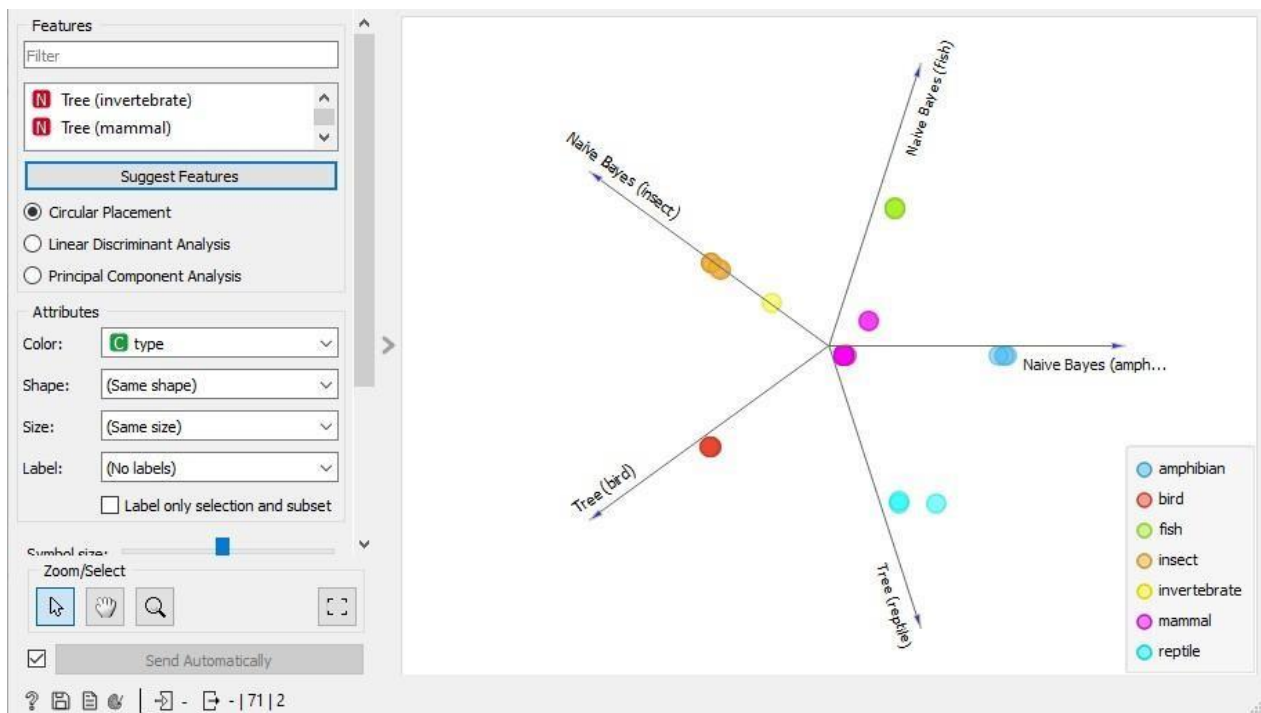 Features
Filter
N Tree (invertebrate)
N Tree (mammal)
Suggest Features
Circular Placement
Linear Discriminant Analysis
Principal Component Analysis
Attributes
Color: C type
Shape: (Same shape)
Size: (Same size)
Label: (No labels)
Label only selection and subset
Symbol size:
Zoom/Select
Send Automatically
? - - | 71 | 2
Naive Bayes (fish)
Naive Bayes (insect)
Naive Bayes (amph...
Tree (bird)
Tree (reptile)
amphibian
bird
fish
insect
invertebrate
mammal
reptile